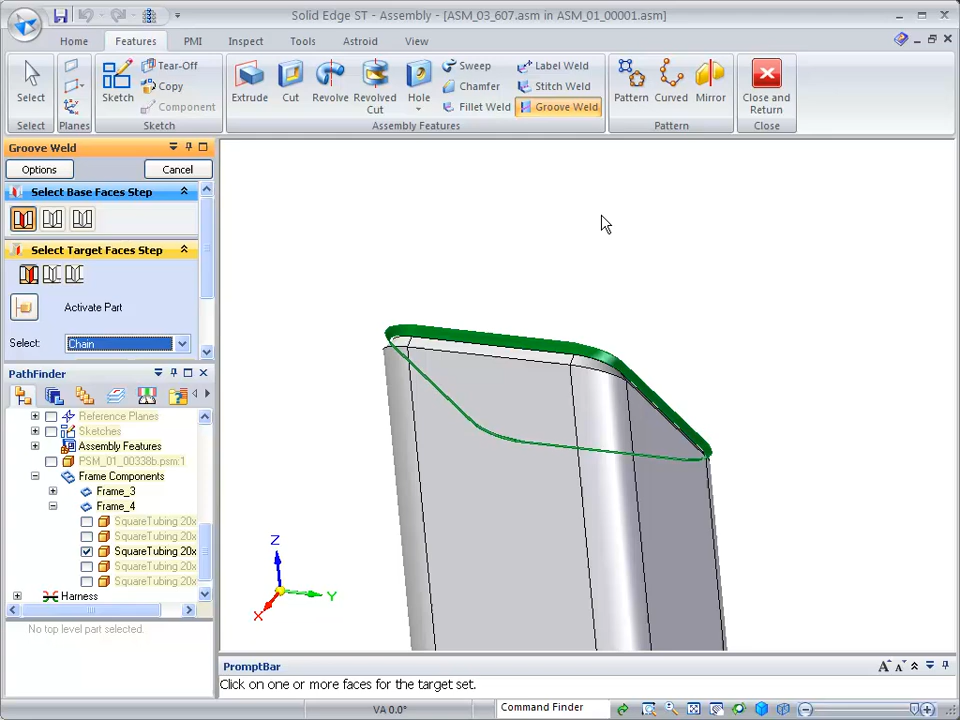 Solid Edge ST - Assembly - [ASM_03_607.asm in ASM_01_00001.asm]
Home Features PMI Inspect Tools Astroid View
Select Tear-Off Copy Component Sketch Extrude Cut Revolve Revolved Cut Hole Sweep Chamfer Fillet Weld Label Weld Stitch Weld Groove Weld Pattern Curved Mirror Close and Return
Select Planes Sketch Assembly Features Pattern Close
Groove Weld
Options Cancel
Select Base Faces Step
Select Target Faces Step
Activate Part
Select: Chain
PathFinder
Reference Planes
Sketches
Assembly Features
PSM_01_00338b.psm:1
Frame Components
Frame_3
Frame_4
SquareTubing 20x
SquareTubing 20x
SquareTubing 20x
SquareTubing 20x
SquareTubing 20x
Harness
No top level part selected.
Z
Y
X
PromptBar
A A
Click on one or more faces for the target set.
VA 0.0° Command Finder